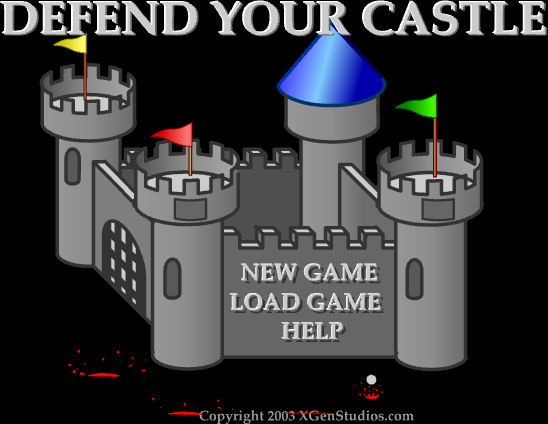 DEFEND YOUR CASTLE
NEW GAME
LOAD GAME
HELP
Copyright 2003 XGenStudios.com